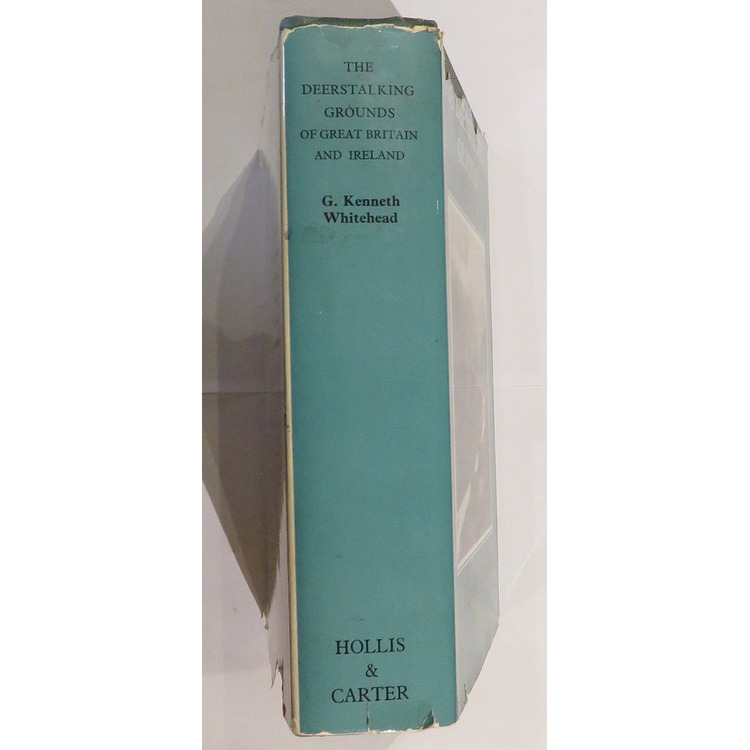 THE
DEERSTALKING
GROUNDS
OF GREAT BRITAIN
AND IRELAND
G. Kenneth
Whitehead
HOLLIS
&
CARTER